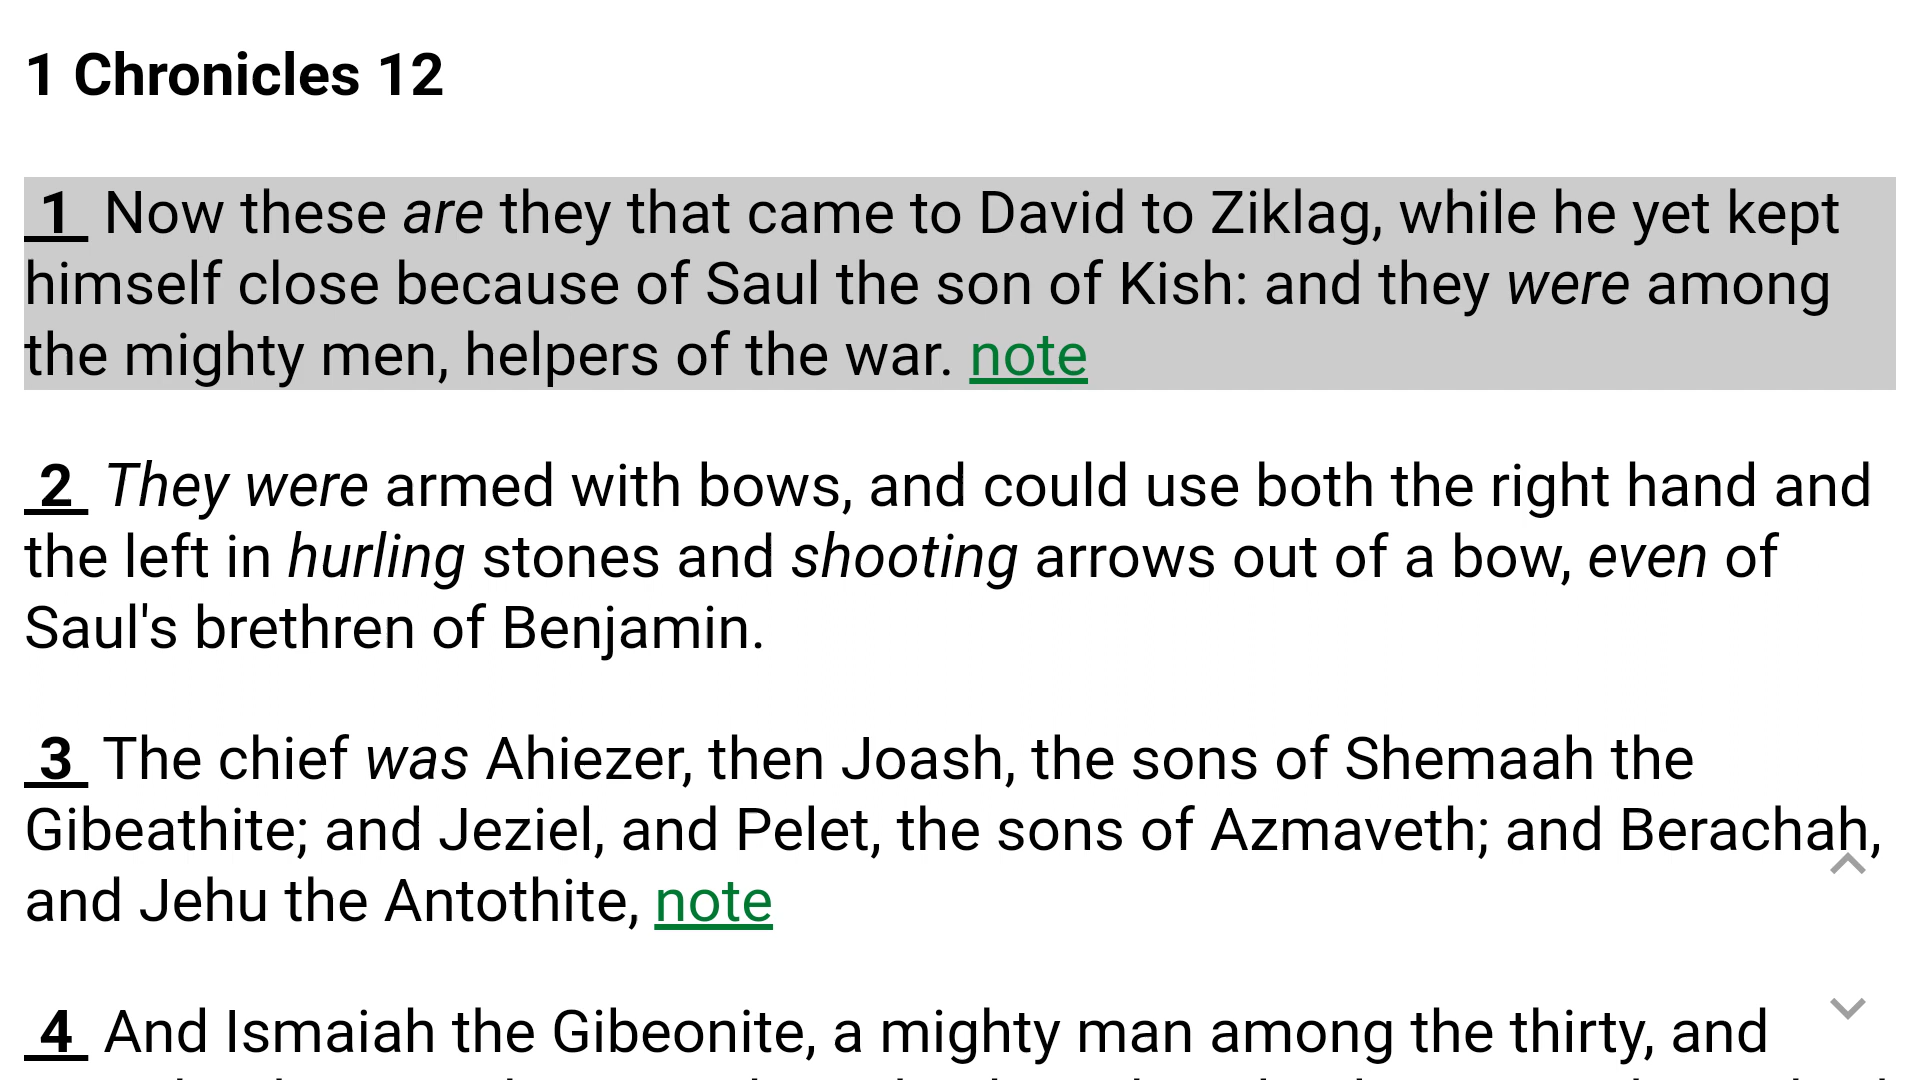 1 Chronicles 12
1 Now these are they that came to David to Ziklag, while he yet kept
himself close because of Saul the son of Kish: and they were among
the mighty men, helpers of the war. note
2 They were armed with bows, and could use both the right hand and
the left in hurling stones and shooting arrows out of a bow, even of
Saul's brethren of Benjamin.
3 The chief was Ahiezer, then Joash, the sons of Shemaah the
Gibeathite; and Jeziel, and Pelet, the sons of Azmaveth; and Berachah,
and Jehu the Antothite, note
4 And Ismaiah the Gibeonite, a mighty man among the thirty, and